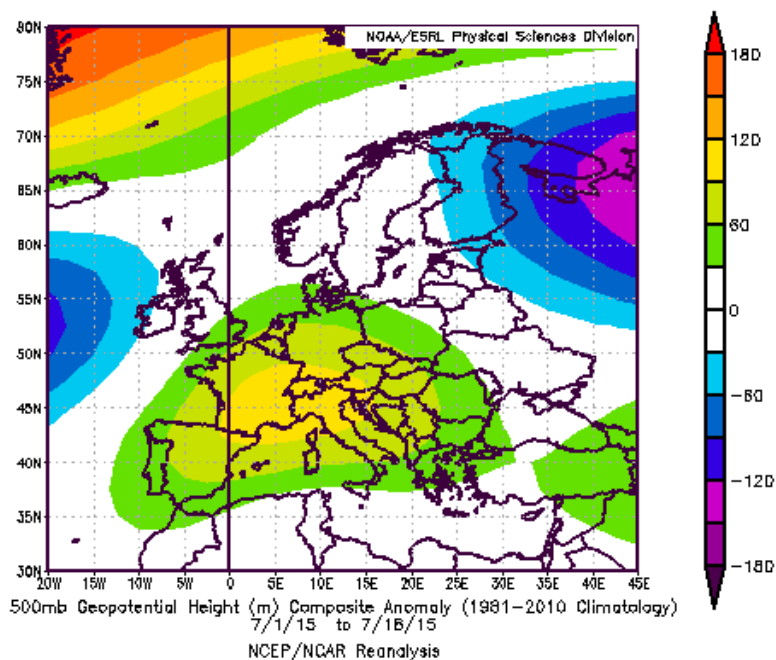 NOAA/ESRL Physical Sciences Division
80N
75N
70N
65N
60N
55N
50N
45N
40N
35N
30N
20W 15W 10W 5W 0 5E 10E 15E 20E 25E 30E 35E 40E 45E
180
120
60
0
-60
-120
-180
500mb Geopotential Height (m) Composite Anomaly (1981-2010 Climatology)
7/1/15 to 7/16/15
NCEP/NCAR Reanalysis